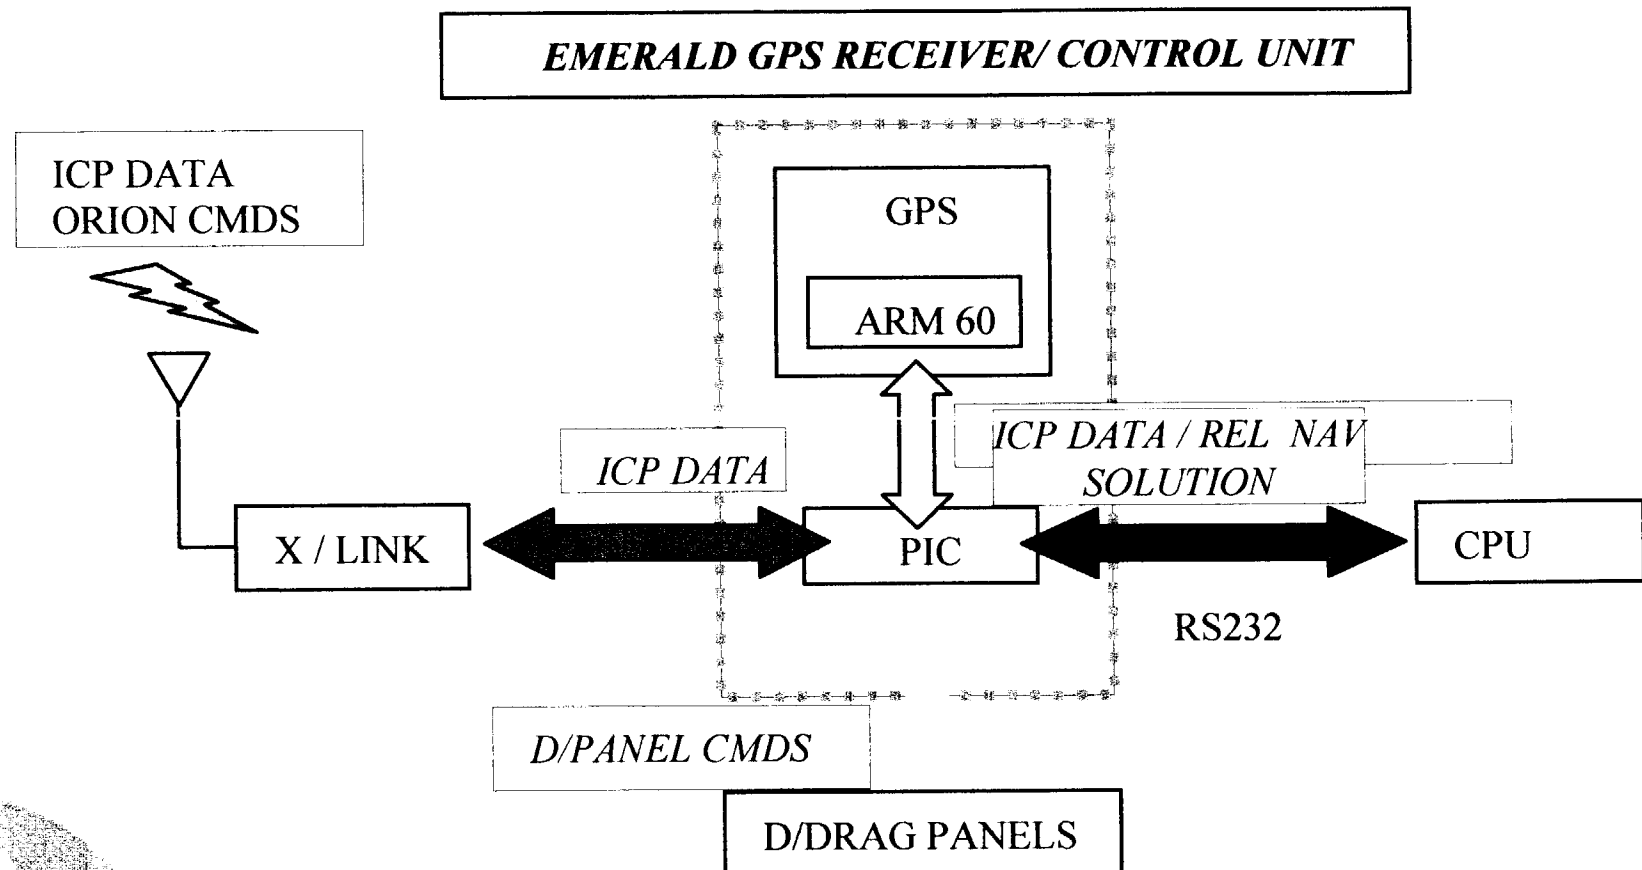 EMERALD GPS RECEIVER/ CONTROL UNIT
ICP DATA
ORION CMDS
GPS
ARM 60
ICP DATA
ICP DATA / REL NAV
SOLUTION
X / LINK
PIC
CPU
RS232
D/PANEL CMDS
D/DRAG PANELS